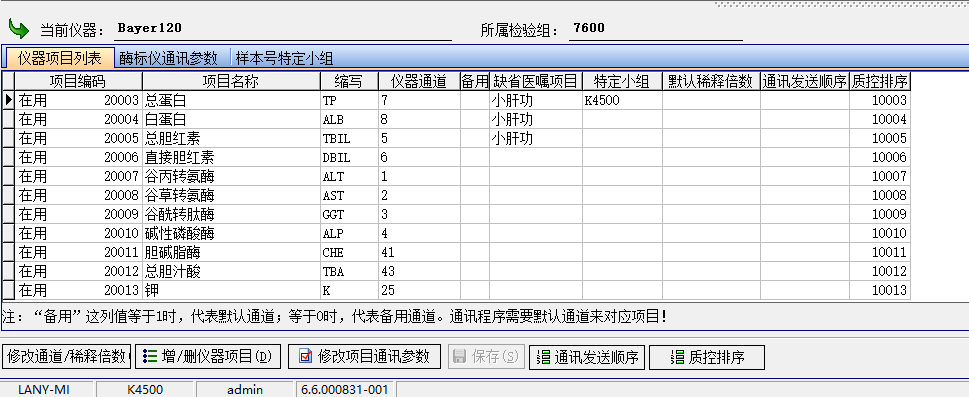 当前仪器： Bayer120 所属检验组： 7600
仪器项目列表 酶标仪通讯参数 样本号特定小组
项目编码 项目名称 缩写 仪器通道 备用 缺省医嘱项目 特定小组 默认稀释倍数 通讯发送顺序 质控排序
在用 20003 总蛋白 TP 7 小肝功 K4500 10003
在用 20004 白蛋白 ALB 8 小肝功 10004
在用 20005 总胆红素 TBIL 5 小肝功 10005
在用 20006 直接胆红素 DBIL 6 10006
在用 20007 谷丙转氨酶 ALT 1 10007
在用 20008 谷草转氨酶 AST 2 10008
在用 20009 谷酰转肽酶 GGT 3 10009
在用 20010 碱性磷酸酶 ALP 4 10010
在用 20011 胆碱脂酶 CHE 41 10011
在用 20012 总胆汁酸 TBA 43 10012
在用 20013 钾 K 25 10013
注：“备用”这列值等于1时，代表默认通道；等于0时，代表备用通道。通讯程序需要默认通道来对应项目！
修改通道/稀释倍数 增/删仪器项目(D) 修改项目通讯参数 保存(S) 通讯发送顺序 质控排序
LANY-MI K4500 admin 6.6.000831-001